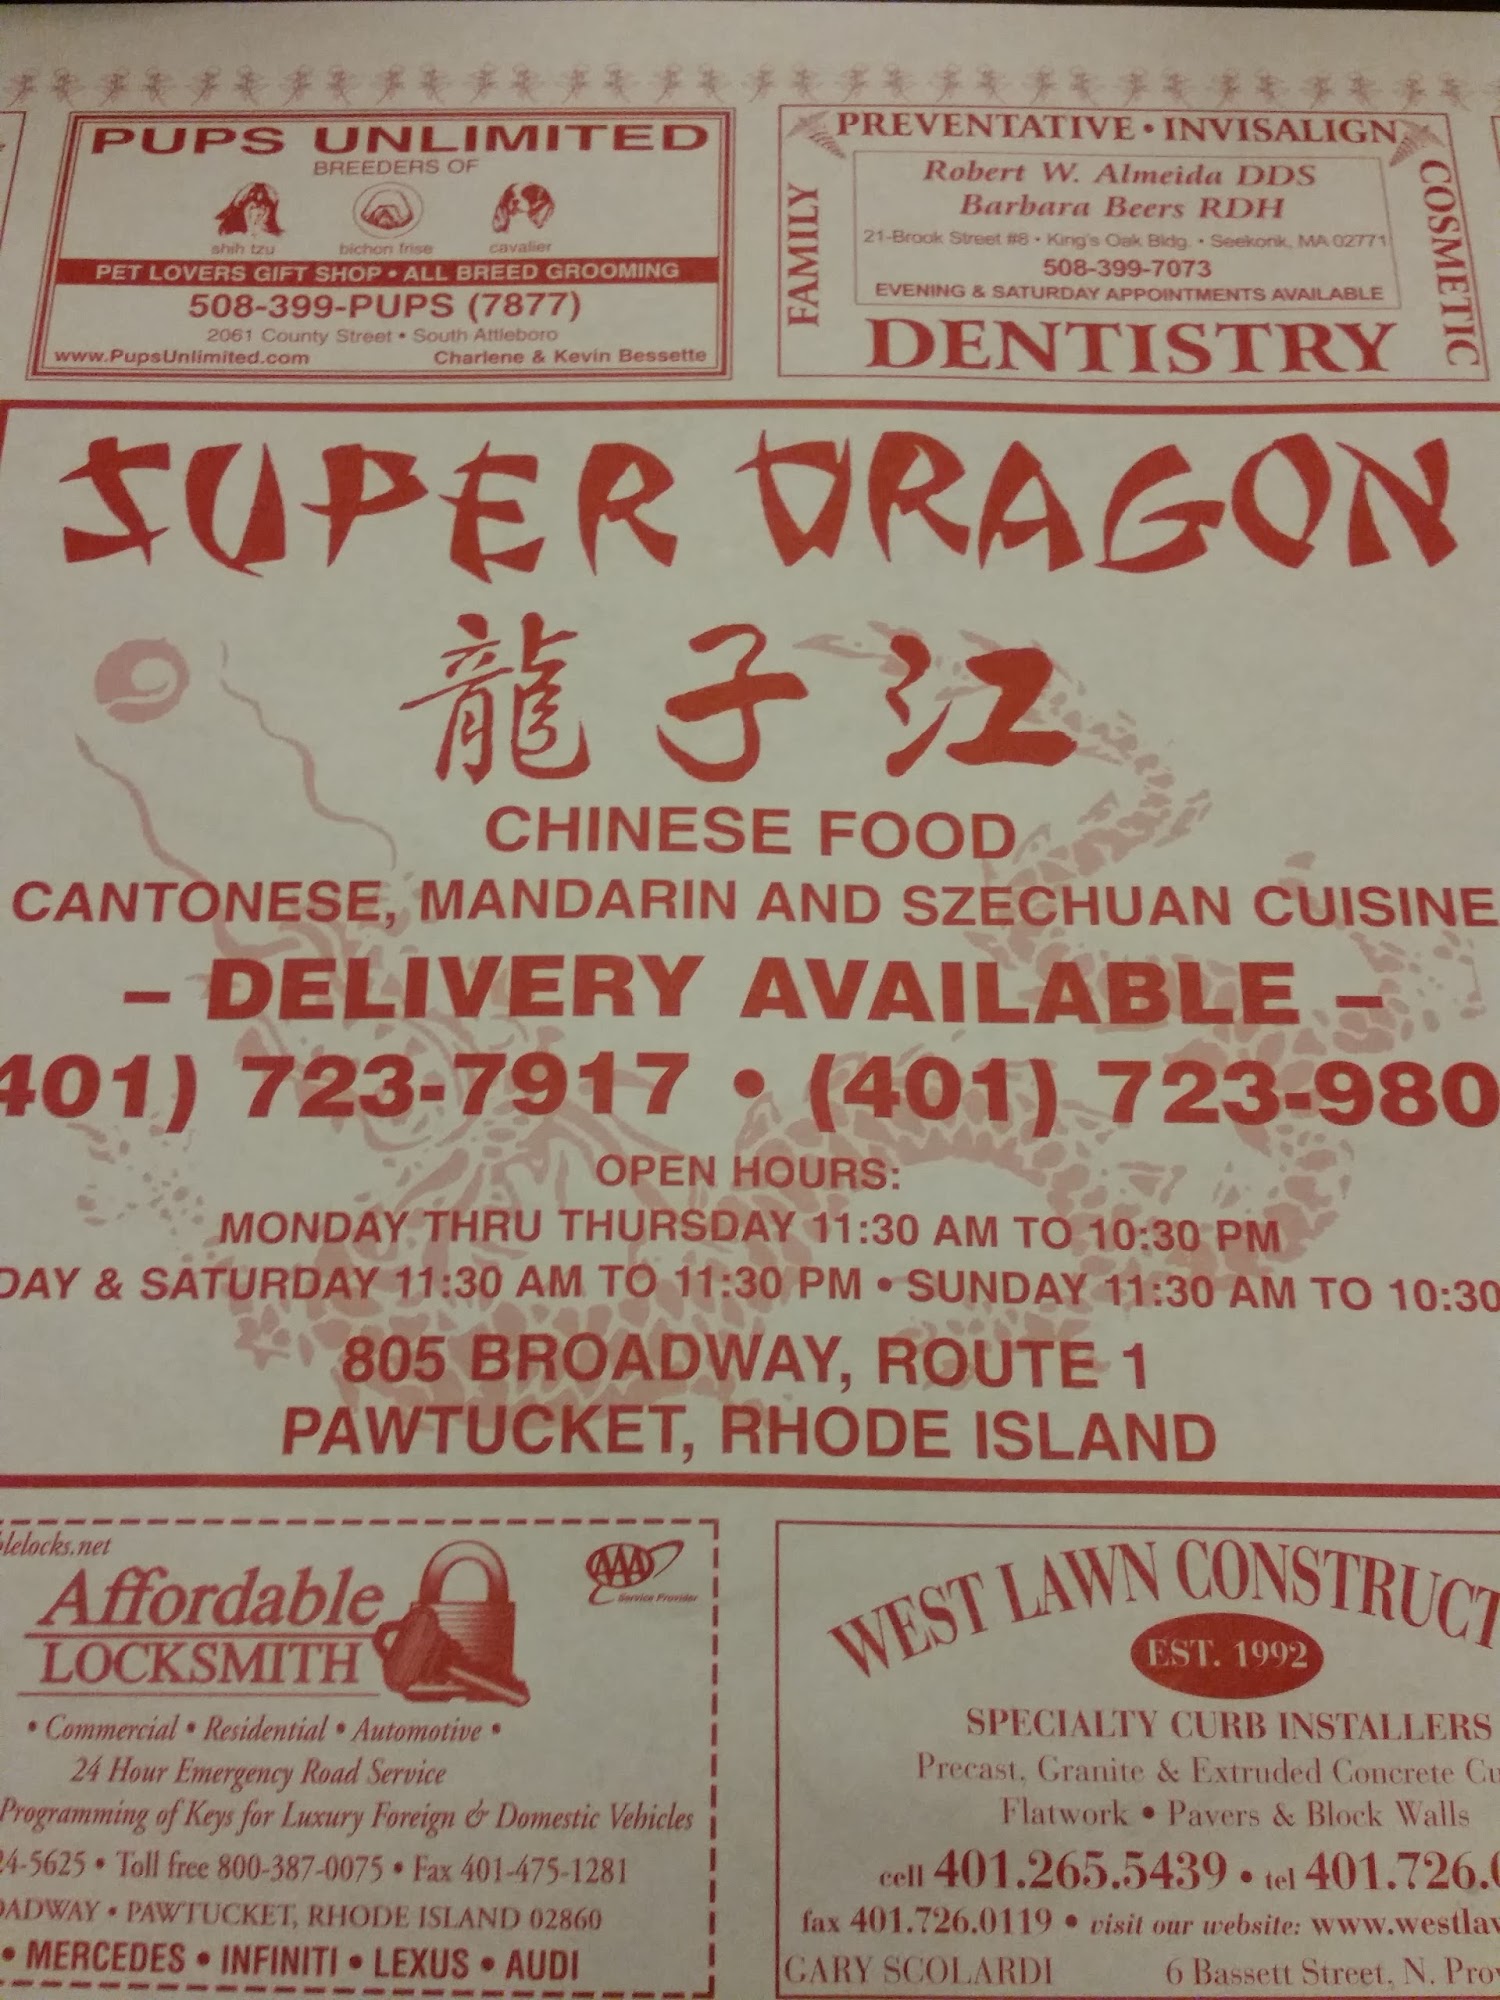 PUPS UNLIMITED
BREEDERS OF
shih tzu bichon frise cavalier
PET LOVERS GIFT SHOP • ALL BREED GROOMING
508-399-PUPS (7877)
2061 County Street • South Attleboro
www.PupsUnlimited.com Charlene & Kevin Bessette
PREVENTATIVE • INVISALIGN
FAMILY
Robert W. Almeida DDS
Barbara Beers RDH
21-Brook Street #8 • King's Oak Bldg. • Seekonk, MA 02771
508-399-7073
EVENING & SATURDAY APPOINTMENTS AVAILABLE
COSMETIC
DENTISTRY
SUPER DRAGON
龍子江
CHINESE FOOD
CANTONESE, MANDARIN AND SZECHUAN CUISINE
– DELIVERY AVAILABLE –
401) 723-7917 • (401) 723-980
OPEN HOURS:
MONDAY THRU THURSDAY 11:30 AM TO 10:30 PM
DAY & SATURDAY 11:30 AM TO 11:30 PM • SUNDAY 11:30 AM TO 10:30
805 BROADWAY, ROUTE 1
PAWTUCKET, RHODE ISLAND
lelocks.net
AAA
Service Provider
Affordable
LOCKSMITH
• Commercial • Residential • Automotive •
24 Hour Emergency Road Service
Programming of Keys for Luxury Foreign & Domestic Vehicles
4-5625 • Toll free 800-387-0075 • Fax 401-475-1281
OADWAY • PAWTUCKET, RHODE ISLAND 02860
• MERCEDES • INFINITI • LEXUS • AUDI
WEST LAWN CONSTRUCT
EST. 1992
SPECIALTY CURB INSTALLERS
Precast, Granite & Extruded Concrete Cu
Flatwork • Pavers & Block Walls
cell 401.265.5439 • tel 401.726.
fax 401.726.0119 • visit our website: www.westlaw
GARY SCOLARDI 6 Bassett Street, N. Prov